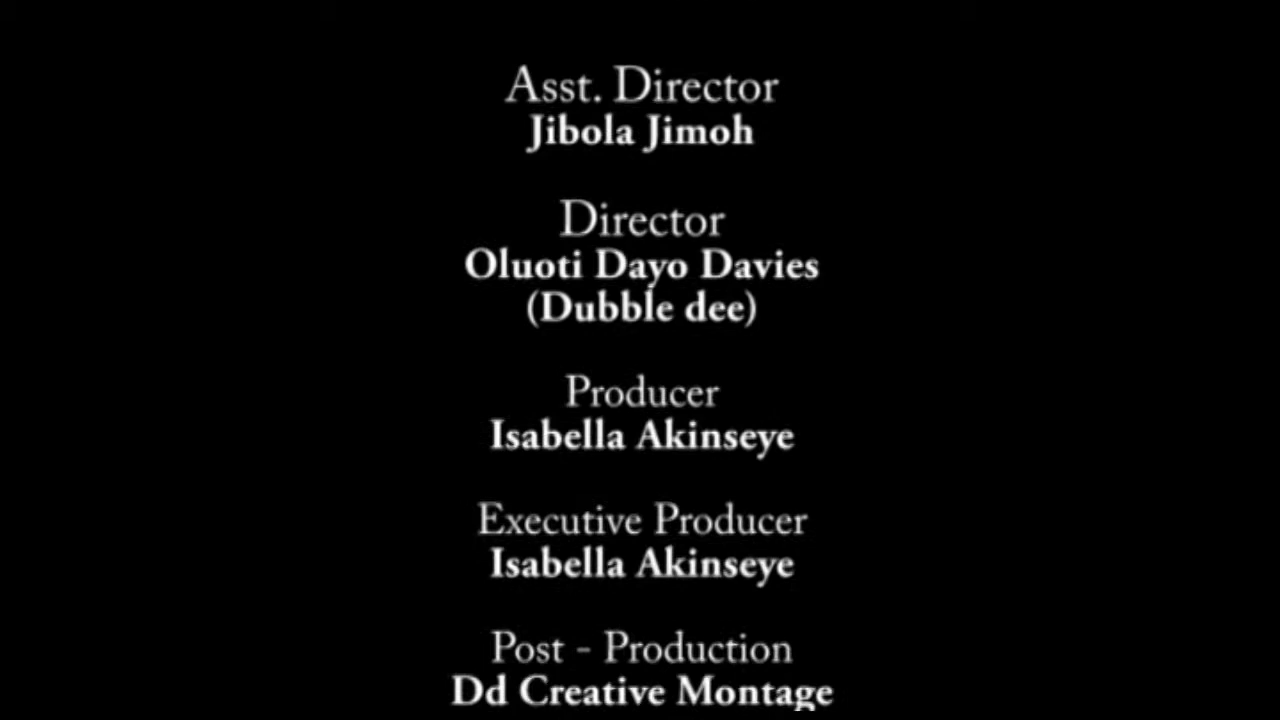 Asst. Director
Jibola Jimoh
Director
Oluoti Dayo Davies
(Dubble dee)
Producer
Isabella Akinseye
Executive Producer
Isabella Akinseye
Post - Production
Dd Creative Montage